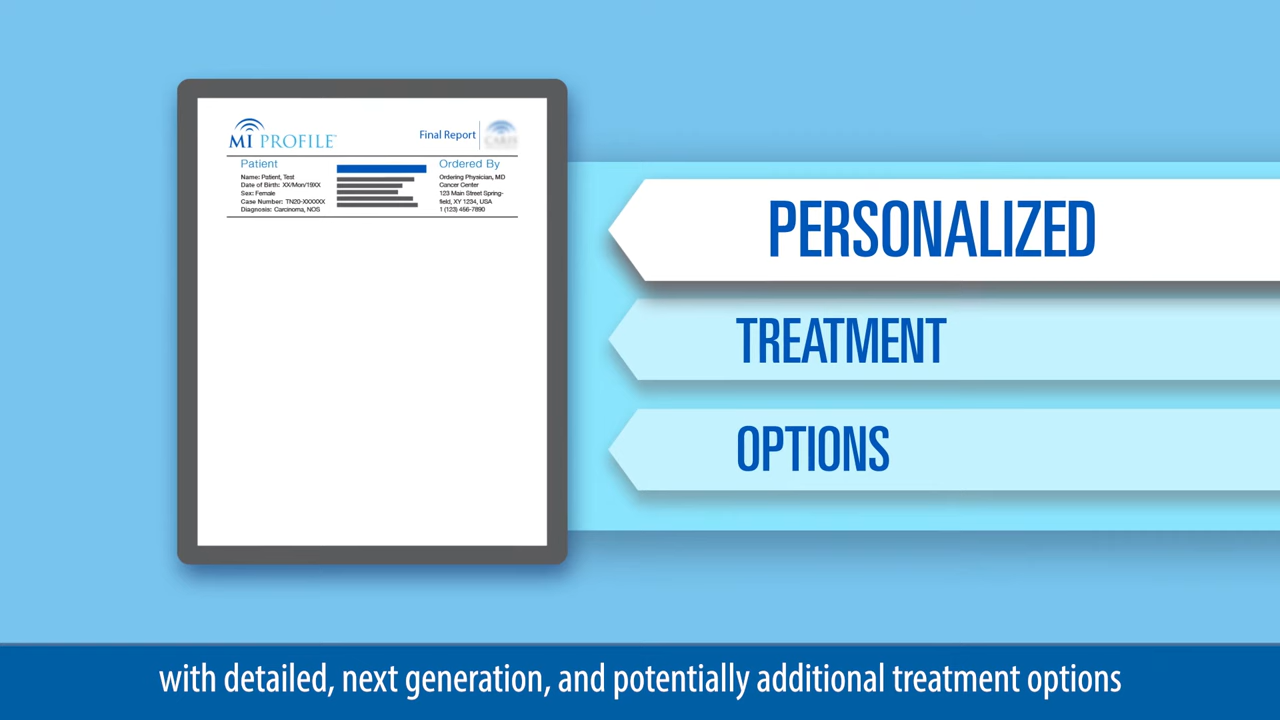 MI PROFILE™
Final Report
CARIS
Patient
Name: Patient, Test
Date of Birth: XX/Mon/19XX
Sex: Female
Case Number: TN20-XXXXXX
Diagnosis: Carcinoma, NOS
Ordered By
Ordering Physician, MD
Cancer Center
123 Main Street Spring-
field, XY 1234, USA
1 (123) 456-7890
PERSONALIZED
TREATMENT
OPTIONS
with detailed, next generation, and potentially additional treatment options